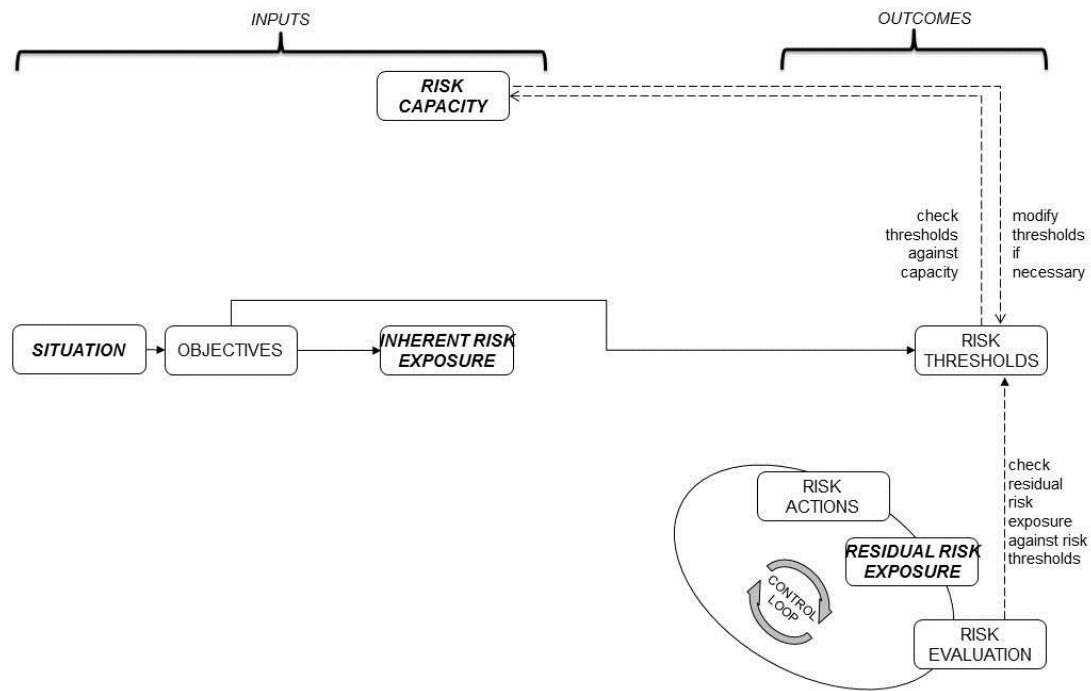 INPUTS
OUTCOMES
RISK
CAPACITY
check
thresholds
against
capacity
modify
thresholds
if
necessary
SITUATION
OBJECTIVES
INHERENT RISK
EXPOSURE
RISK
THRESHOLDS
RISK
ACTIONS
check
residual
risk
exposure
against risk
thresholds
RESIDUAL RISK
EXPOSURE
CONTROL
LOOP
RISK
EVALUATION